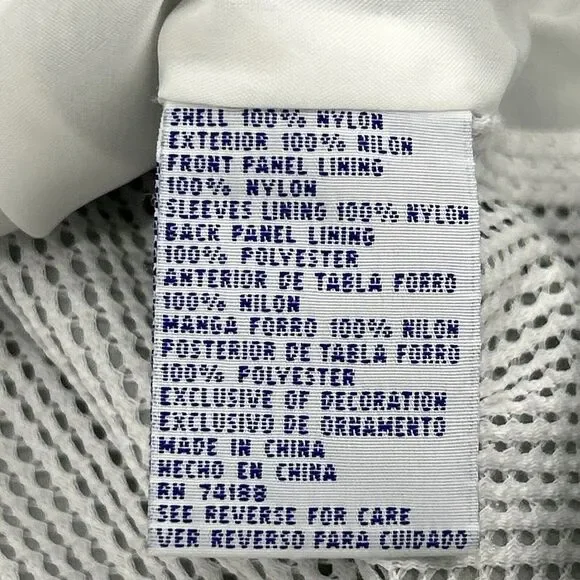 SHELL 100% NYLON
EXTERIOR 100% NILON
FRONT PANEL LINING
100% NYLON
SLEEVES LINING 100% NYLON
BACK PANEL LINING
100% POLYESTER
ANTERIOR DE TABLA FORRO
100% NILON
MANGA FORRO 100% NILON
POSTERIOR DE TABLA FORRO
100% POLYESTER
EXCLUSIVE OF DECORATION
EXCLUSIVO DE ORNAMENTO
MADE IN CHINA
HECHO EN CHINA
RN 74188
SEE REVERSE FOR CARE
VER REVERSO PARA CUIDADO